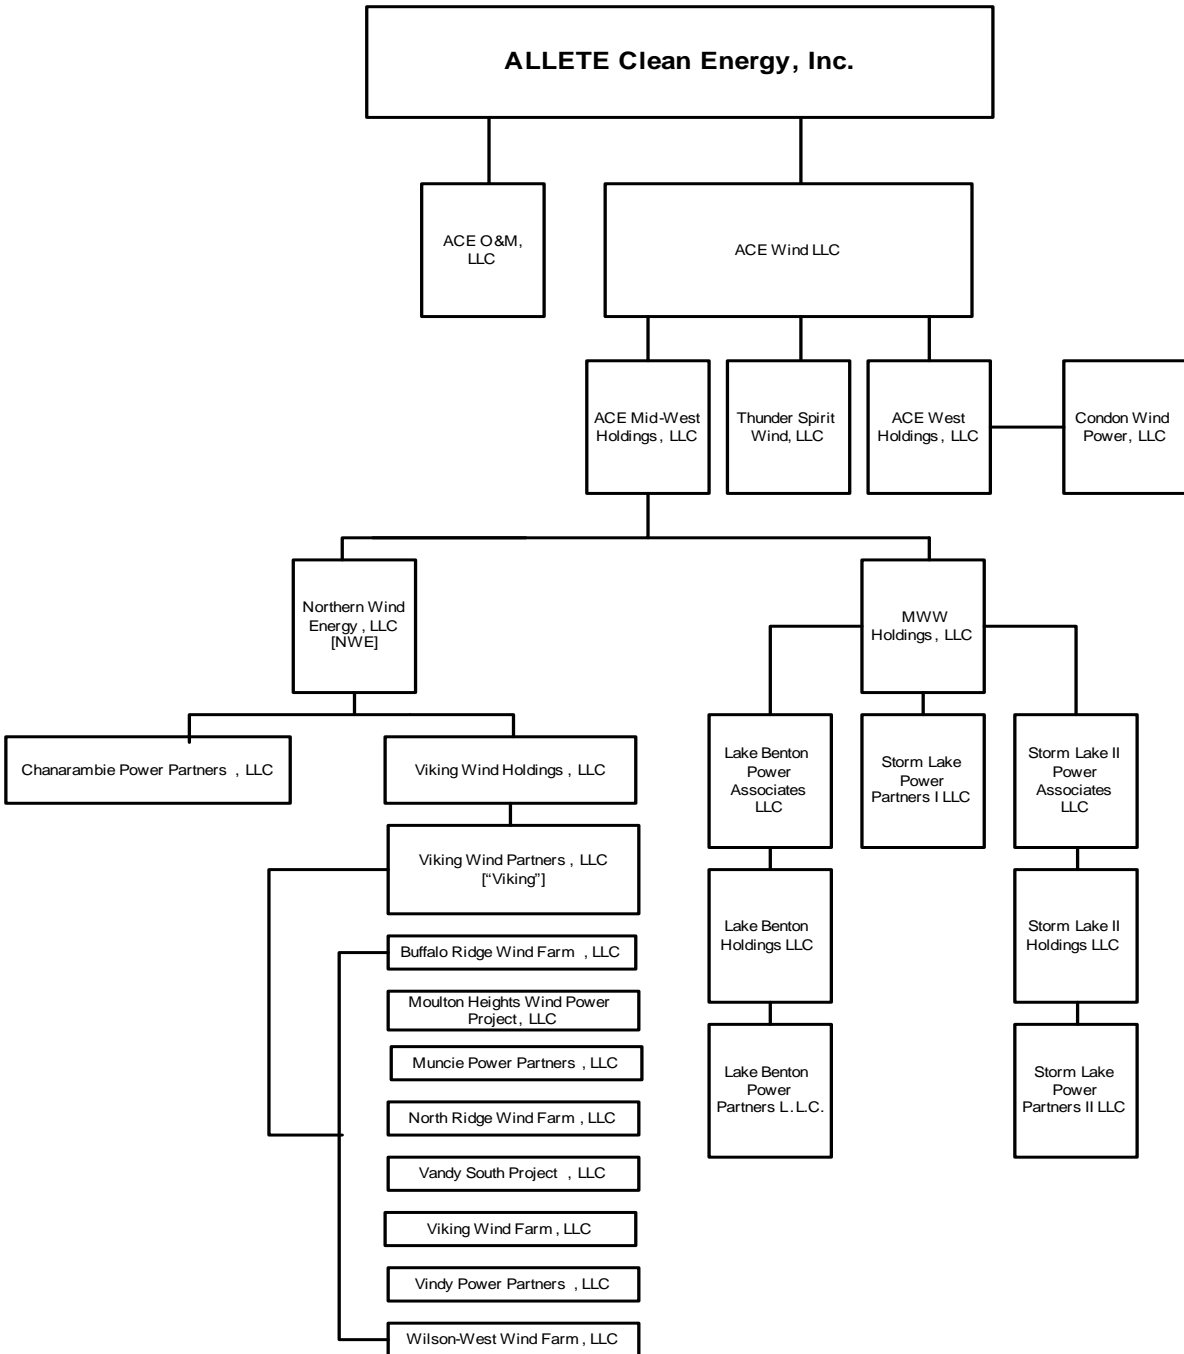 ALLETE Clean Energy, Inc.
ACE O&M,
LLC
ACE Wind LLC
ACE Mid-West
Holdings, LLC
Thunder Spirit
Wind, LLC
ACE West
Holdings, LLC
Condon Wind
Power, LLC
Northern Wind
Energy , LLC
[NWE]
MWW
Holdings, LLC
Chanarambie Power Partners , LLC
Viking Wind Holdings , LLC
Viking Wind Partners , LLC
[“Viking”]
Buffalo Ridge Wind Farm , LLC
Moulton Heights Wind Power
Project, LLC
Muncie Power Partners , LLC
North Ridge Wind Farm , LLC
Vandy South Project , LLC
Viking Wind Farm , LLC
Vindy Power Partners , LLC
Wilson-West Wind Farm , LLC
Lake Benton
Power
Associates
LLC
Lake Benton
Holdings LLC
Lake Benton
Power
Partners L.L.C.
Storm Lake
Power
Partners I LLC
Storm Lake II
Power
Associates
LLC
Storm Lake II
Holdings LLC
Storm Lake
Power
Partners II LLC